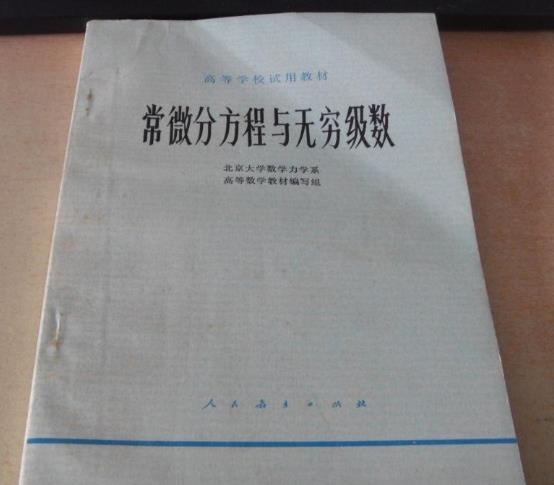 高等学校试用教材
常微分方程与无穷级数
北京大学数学力学系
高等数学教材编写组
人民教育出版社